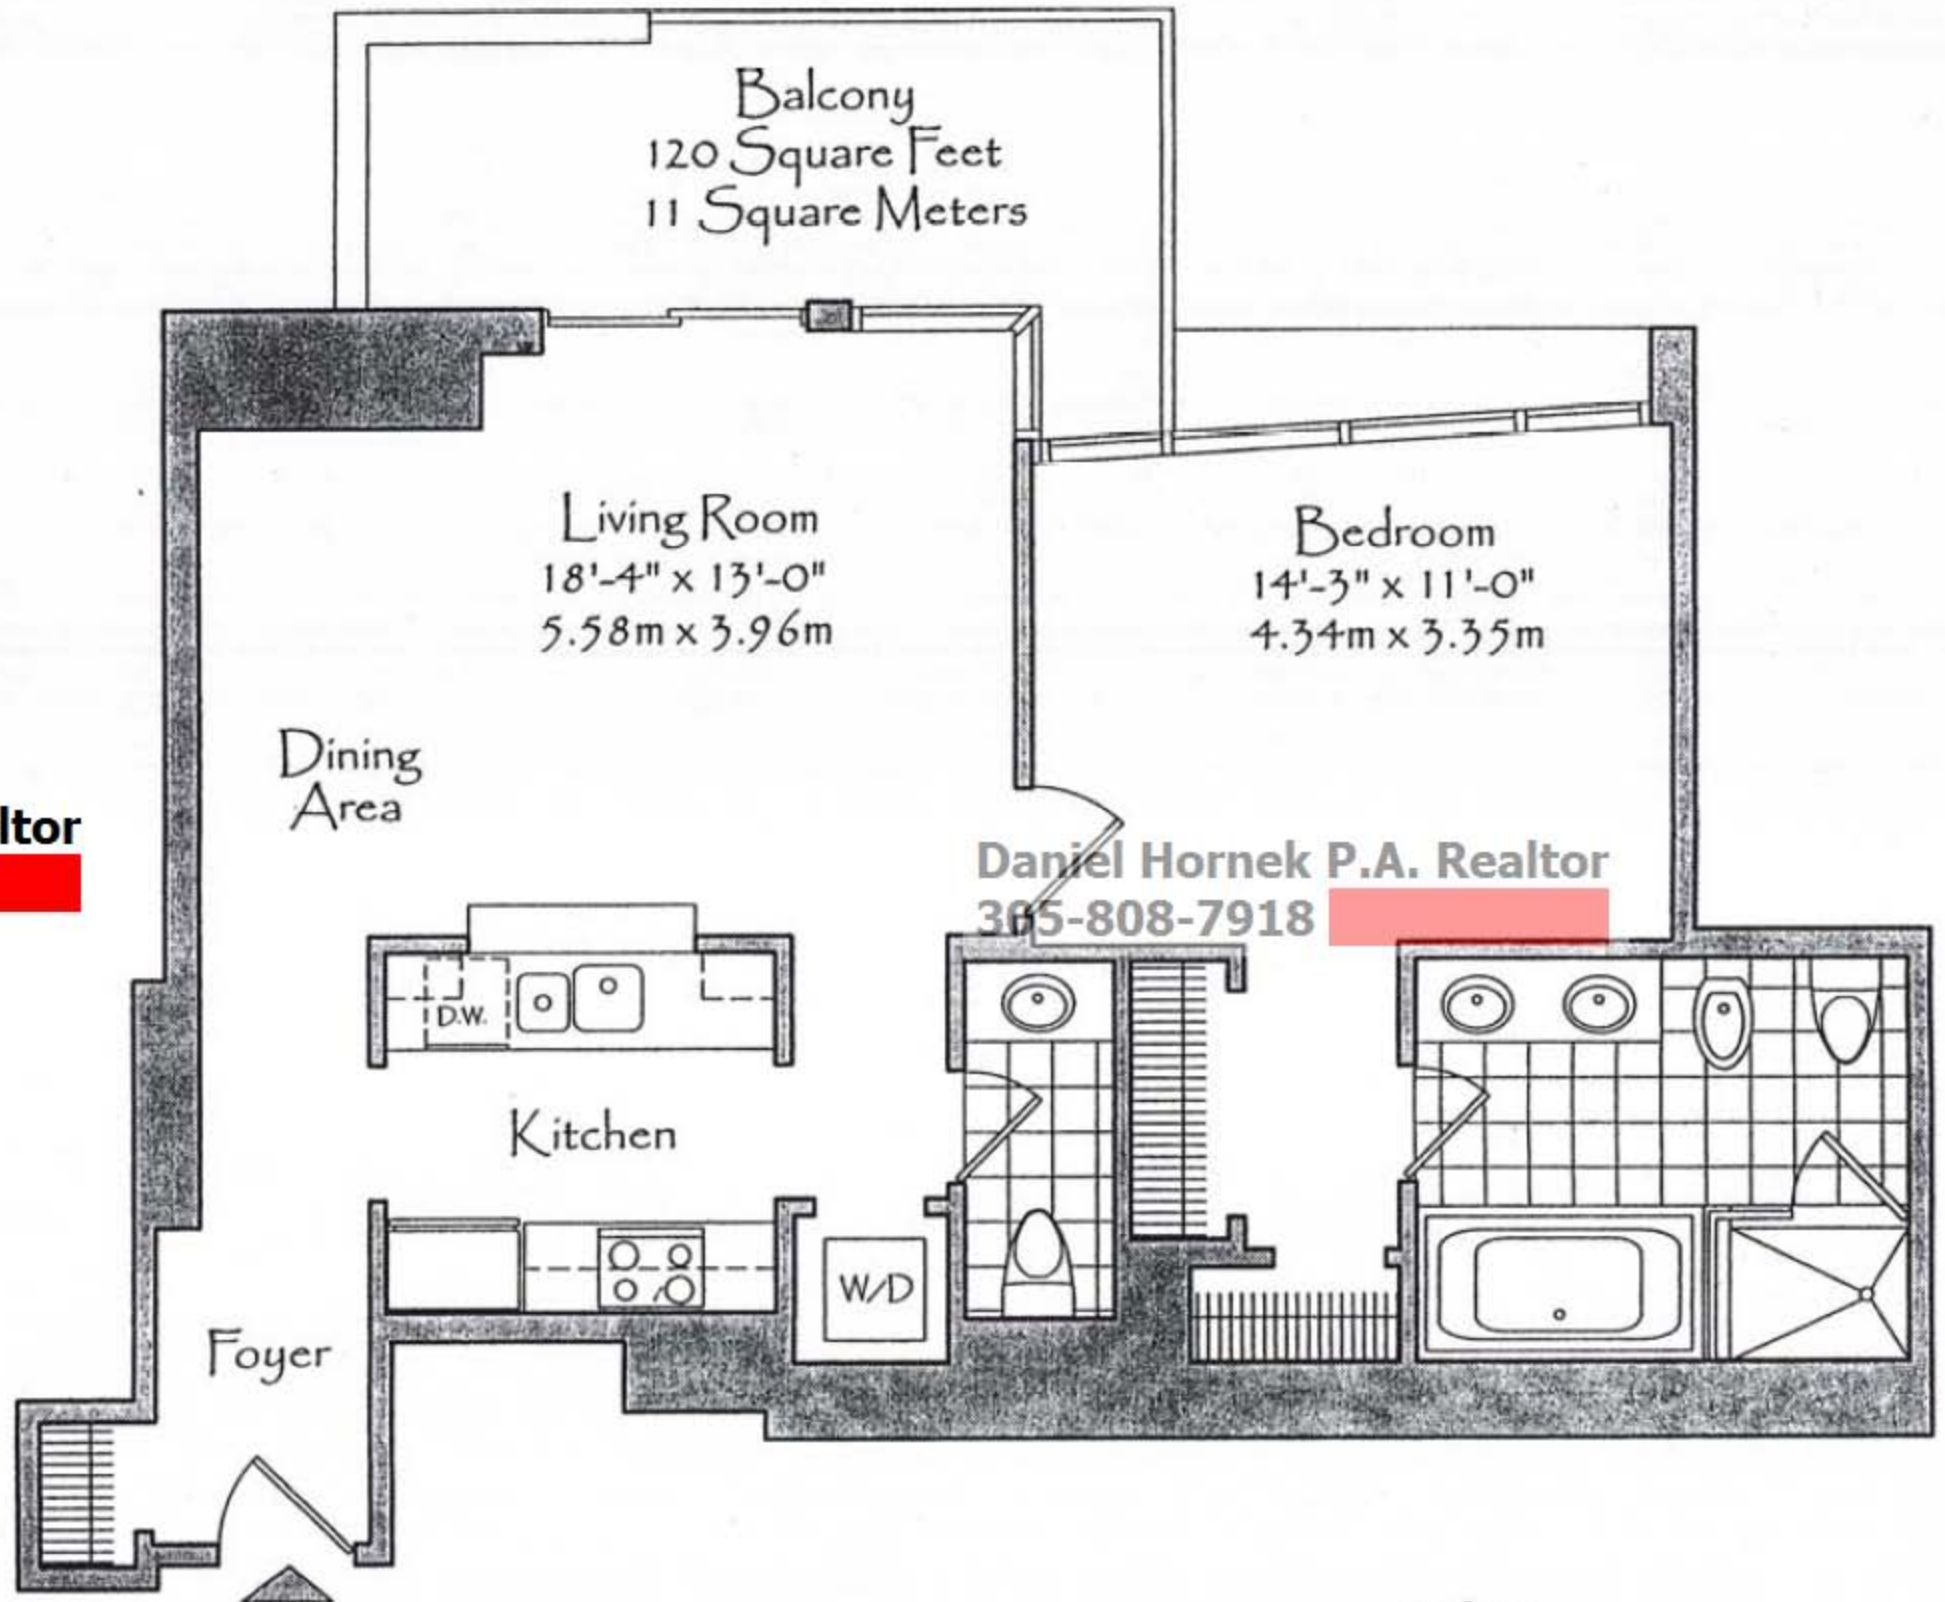 Balcony
120 Square Feet
11 Square Meters
Living Room
18'-4" x 13'-0"
5.58m x 3.96m
Bedroom
14'-3" x 11'-0"
4.34m x 3.35m
Dining
Area
ltor
Daniel Hornek P.A. Realtor
305-808-7918
D.W.
Kitchen
W/D
Foyer